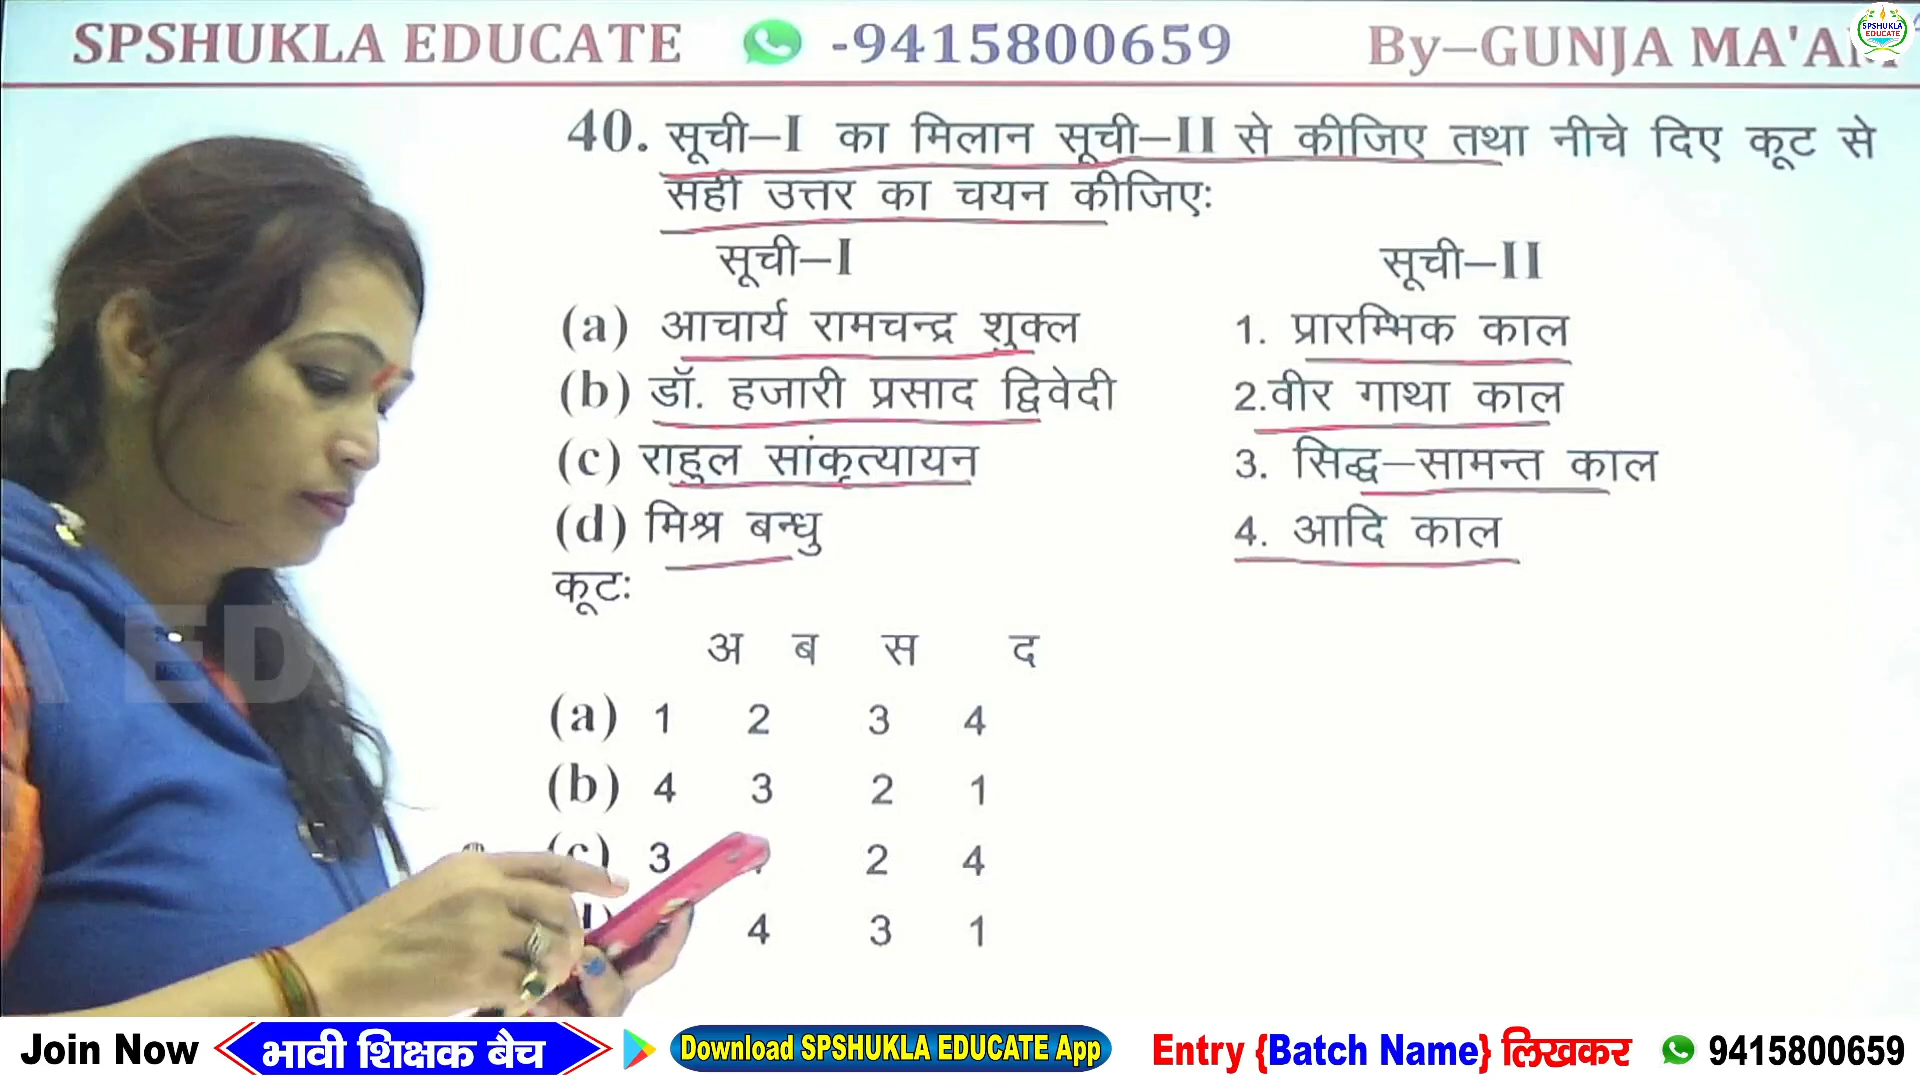 SPSHUKLA EDUCATE -9415800659 By–GUNJA MA'AM
SPSHUKLA EDUCATE
40. सूची–I का मिलान सूची–II से कीजिए तथा नीचे दिए कूट से
सही उत्तर का चयन कीजिएः
सूची–I सूची–II
(a) आचार्य रामचन्द्र शुक्ल 1. प्रारम्भिक काल
(b) डॉ. हजारी प्रसाद द्विवेदी 2.वीर गाथा काल
(c) राहुल सांकृत्यायन 3. सिद्ध–सामन्त काल
(d) मिश्र बन्धु 4. आदि काल
कूटः
अ ब स द
(a) 1 2 3 4
(b) 4 3 2 1
(c) 3 2 4
4 3 1
Join Now भावी शिक्षक बैच Download SPSHUKLA EDUCATE App Entry {Batch Name} लिखकर 9415800659